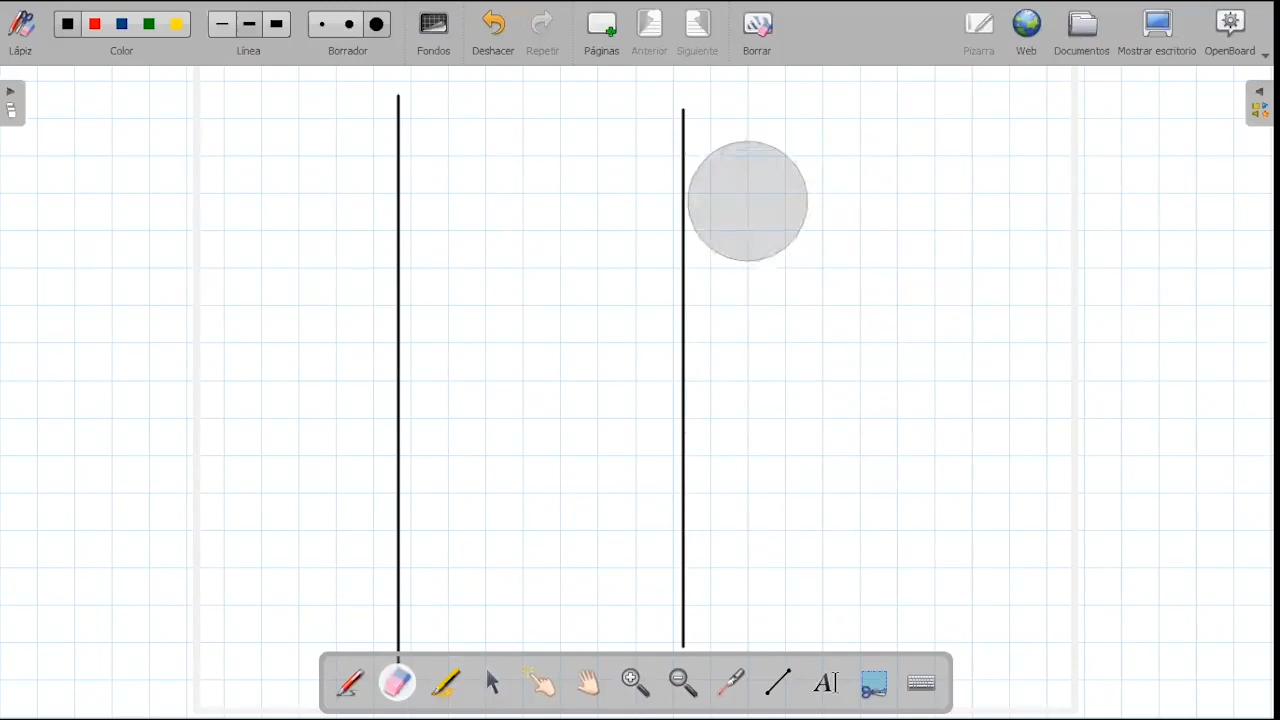 Lápiz
Color
Línea
Borrador
Fondos
Deshacer
Repetir
Páginas
Anterior
Siguiente
Borrar
Pizarra
Web
Documentos
Mostrar escritorio
OpenBoard